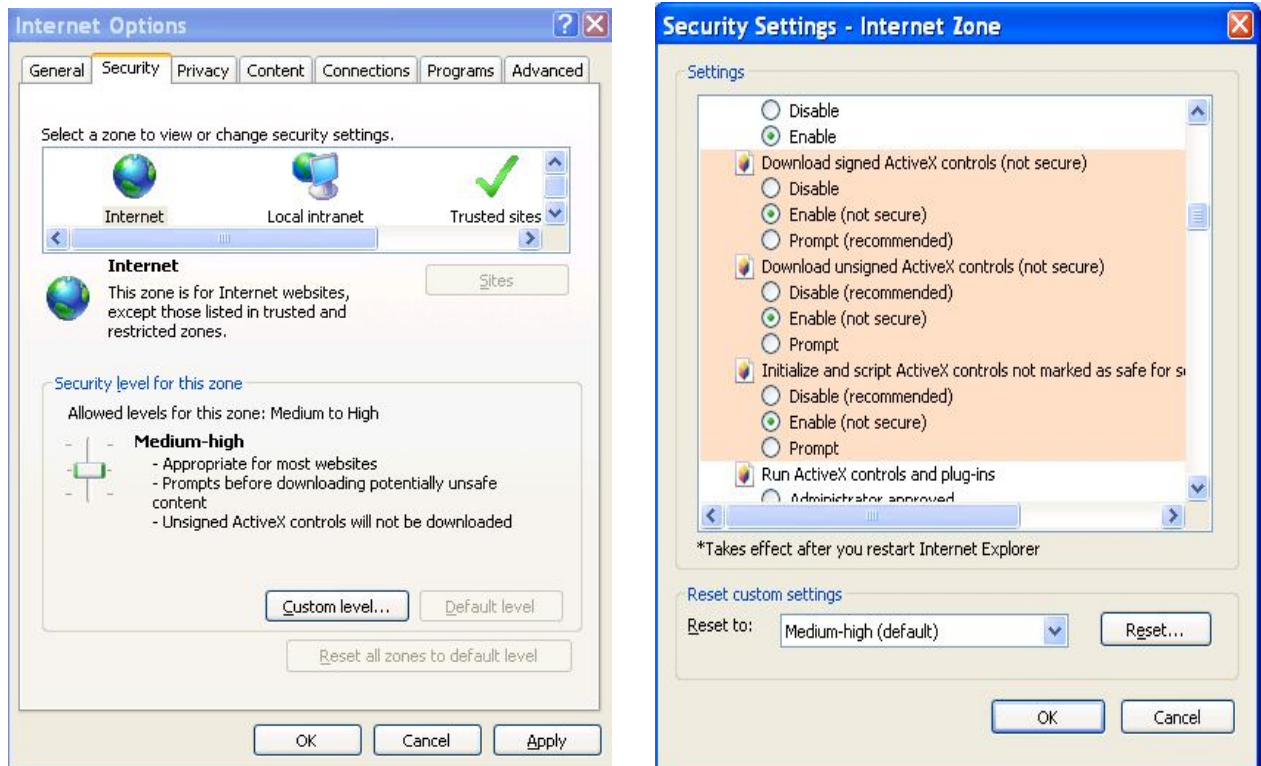 Internet Options
General Security Privacy Content Connections Programs Advanced
Select a zone to view or change security settings.
Internet Local intranet Trusted sites
Internet
Sites
This zone is for Internet websites,
except those listed in trusted and
restricted zones.
Security level for this zone
Allowed levels for this zone: Medium to High
Medium-high
- Appropriate for most websites
- Prompts before downloading potentially unsafe
content
- Unsigned ActiveX controls will not be downloaded
Custom level... Default level
Reset all zones to default level
OK Cancel Apply
Security Settings - Internet Zone
Settings
Disable
Enable
Download signed ActiveX controls (not secure)
Disable
Enable (not secure)
Prompt (recommended)
Download unsigned ActiveX controls (not secure)
Disable (recommended)
Enable (not secure)
Prompt
Initialize and script ActiveX controls not marked as safe for
Disable (recommended)
Enable (not secure)
Prompt
Run ActiveX controls and plug-ins
Administrator approved
*Takes effect after you restart Internet Explorer
Reset custom settings
Reset to: Medium-high (default) Reset...
OK Cancel